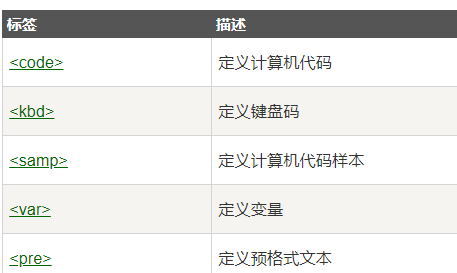 标签 描述
<code> 定义计算机代码
<kbd> 定义键盘码
<samp> 定义计算机代码样本
<var> 定义变量
<pre> 定义预格式文本